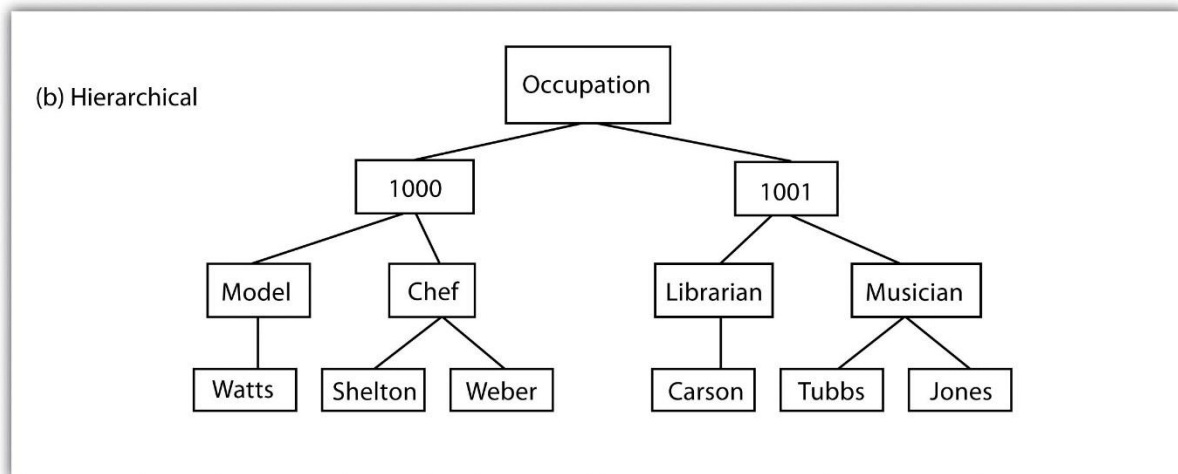 Occupation
(b) Hierarchical
1000
1001
Model
Chef
Librarian
Musician
Watts
Shelton
Weber
Carson
Tubbs
Jones